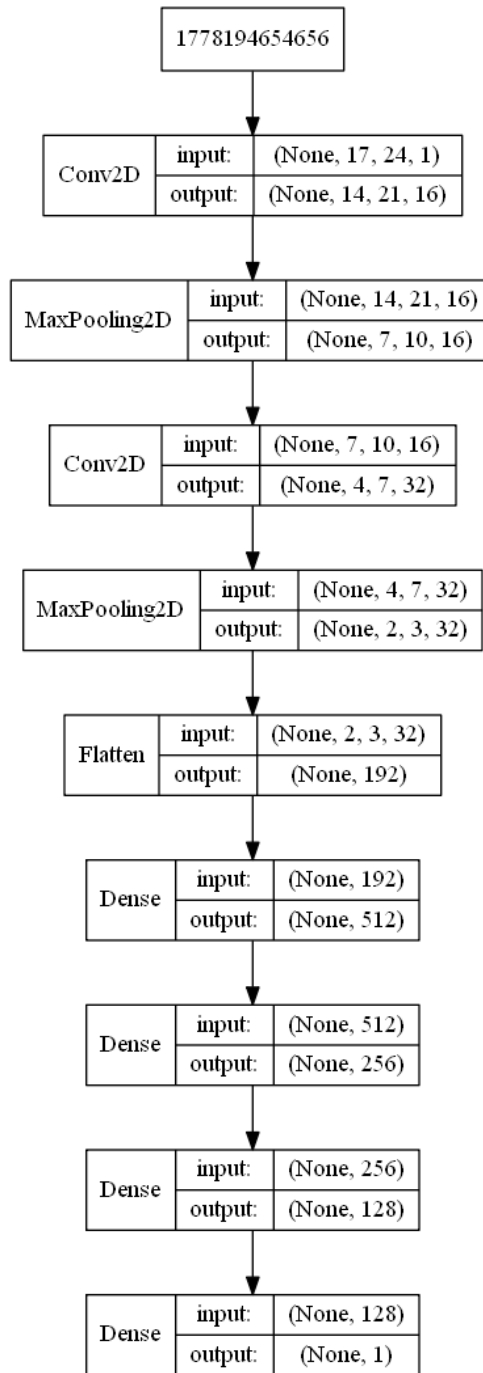 1778194654656
Conv2D
input: (None, 17, 24, 1)
output: (None, 14, 21, 16)
MaxPooling2D
input: (None, 14, 21, 16)
output: (None, 7, 10, 16)
Conv2D
input: (None, 7, 10, 16)
output: (None, 4, 7, 32)
MaxPooling2D
input: (None, 4, 7, 32)
output: (None, 2, 3, 32)
Flatten
input: (None, 2, 3, 32)
output: (None, 192)
Dense
input: (None, 192)
output: (None, 512)
Dense
input: (None, 512)
output: (None, 256)
Dense
input: (None, 256)
output: (None, 128)
Dense
input: (None, 128)
output: (None, 1)